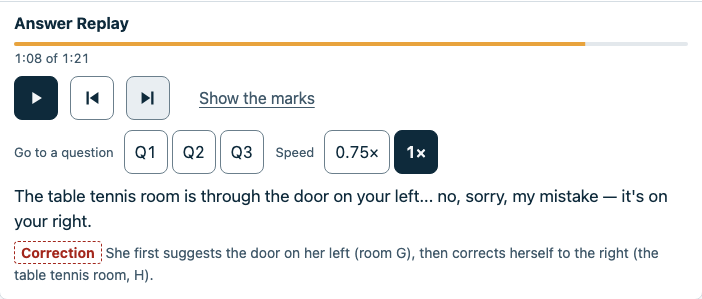 Answer Replay
1:08 of 1:21
Show the marks
Go to a question Q1 Q2 Q3 Speed 0.75× 1×
The table tennis room is through the door on your left... no, sorry, my mistake — it's on
your right.
Correction She first suggests the door on her left (room G), then corrects herself to the right (the
table tennis room, H).